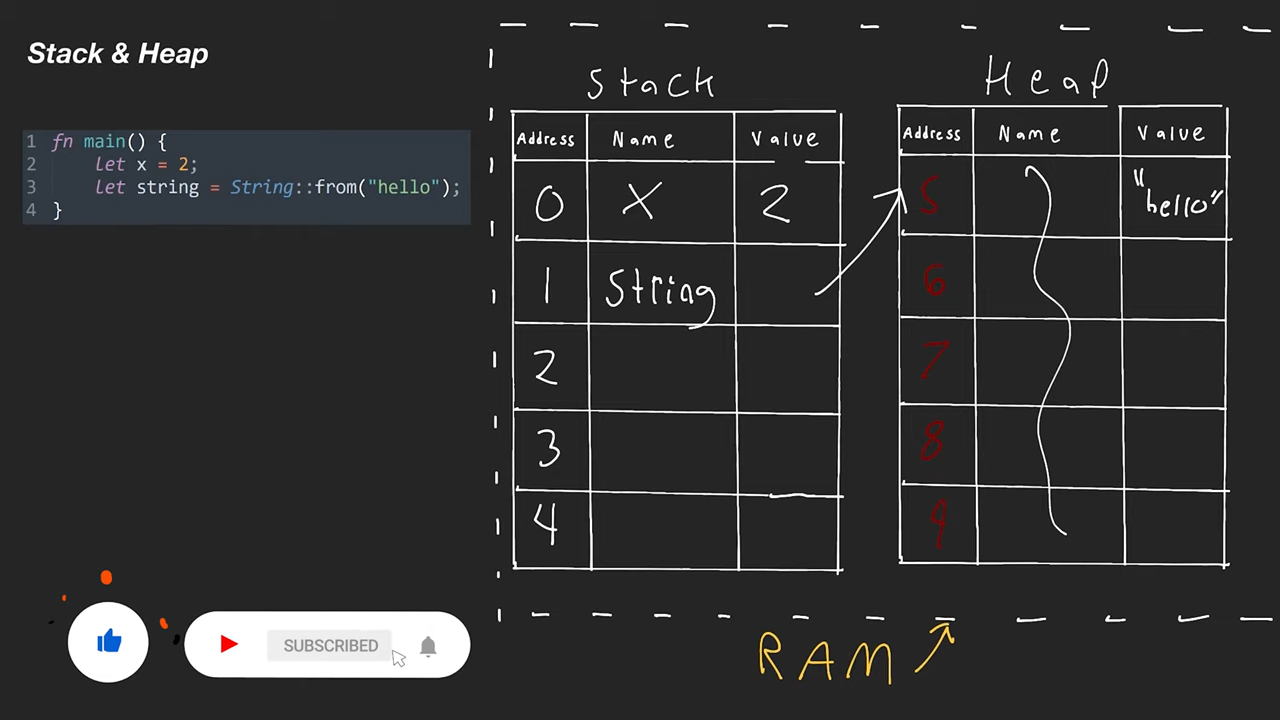 Stack & Heap
1 fn main() {
2 let x = 2;
3 let string = String::from("hello");
4 }
SUBSCRIBED
Stack
Address Name Value
0 X 2
1 String
2
3
4
Heap
Address Name Value
5 "hello"
6
7
8
9
RAM